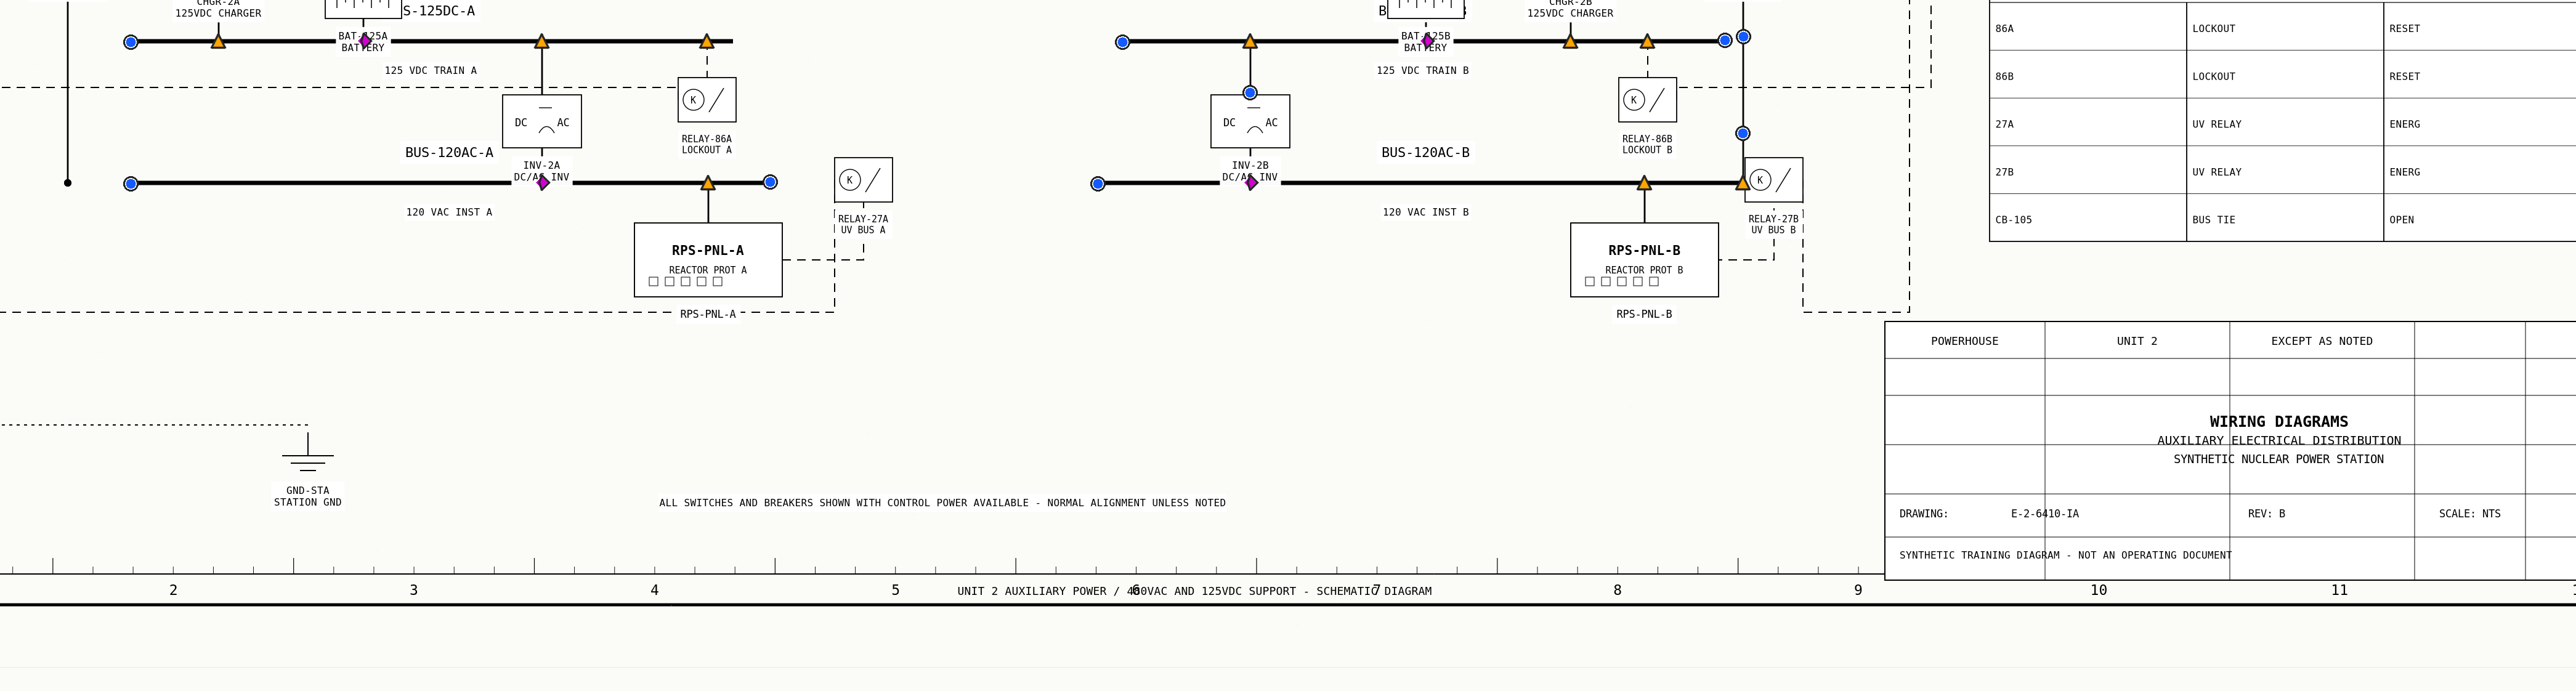 CHGR-2A
125VDC CHARGER
S-125DC-A
BAT-125A
BATTERY
125 VDC TRAIN A
DC AC
K
RELAY-86A
LOCKOUT A
BUS-120AC-A
INV-2A
DC/AC INV
120 VAC INST A
K
RELAY-27A
UV BUS A
RPS-PNL-A
REACTOR PROT A
RPS-PNL-A
CHGR-2B
125VDC CHARGER
BAT-125B
BATTERY
125 VDC TRAIN B
DC AC
K
RELAY-86B
LOCKOUT B
BUS-120AC-B
INV-2B
DC/AC INV
120 VAC INST B
K
RELAY-27B
UV BUS B
RPS-PNL-B
REACTOR PROT B
RPS-PNL-B
86A LOCKOUT RESET
86B LOCKOUT RESET
27A UV RELAY ENERG
27B UV RELAY ENERG
CB-105 BUS TIE OPEN
GND-STA
STATION GND
ALL SWITCHES AND BREAKERS SHOWN WITH CONTROL POWER AVAILABLE - NORMAL ALIGNMENT UNLESS NOTED
POWERHOUSE UNIT 2 EXCEPT AS NOTED
WIRING DIAGRAMS
AUXILIARY ELECTRICAL DISTRIBUTION
SYNTHETIC NUCLEAR POWER STATION
DRAWING: E-2-6410-IA REV: B SCALE: NTS
SYNTHETIC TRAINING DIAGRAM - NOT AN OPERATING DOCUMENT
2 3 4 5 6 7 8 9 10 11
UNIT 2 AUXILIARY POWER / 480VAC AND 125VDC SUPPORT - SCHEMATIC DIAGRAM